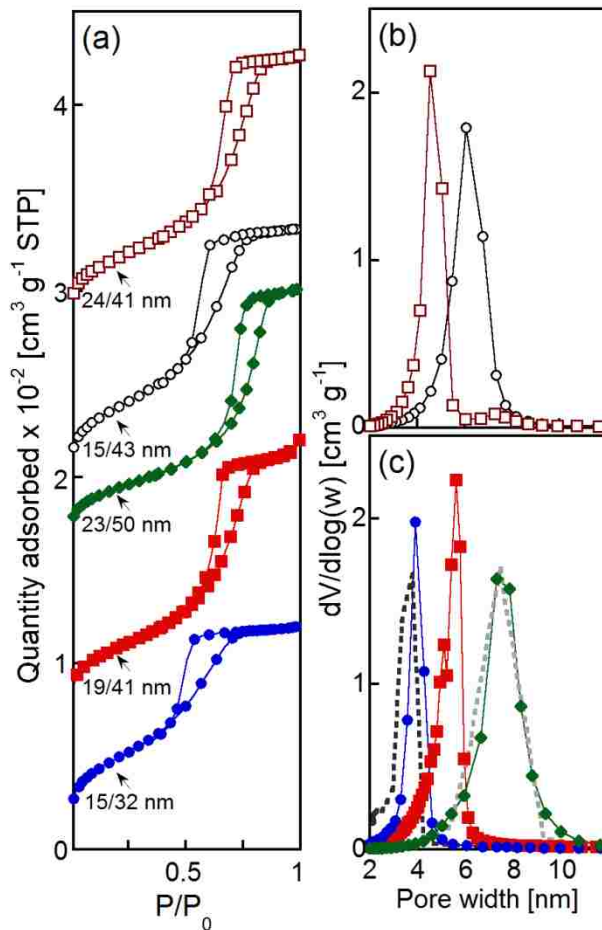 (a)
4
3
2
1
0
Quantity adsorbed x 10⁻² [cm³ g⁻¹ STP]
24/41 nm
15/43 nm
23/50 nm
19/41 nm
15/32 nm
0.5
1
P/P₀
(b)
2
1
0
dV/dlog(w) [cm³ g⁻¹]
(c)
2
1
0
2
4
6
8
10
Pore width [nm]